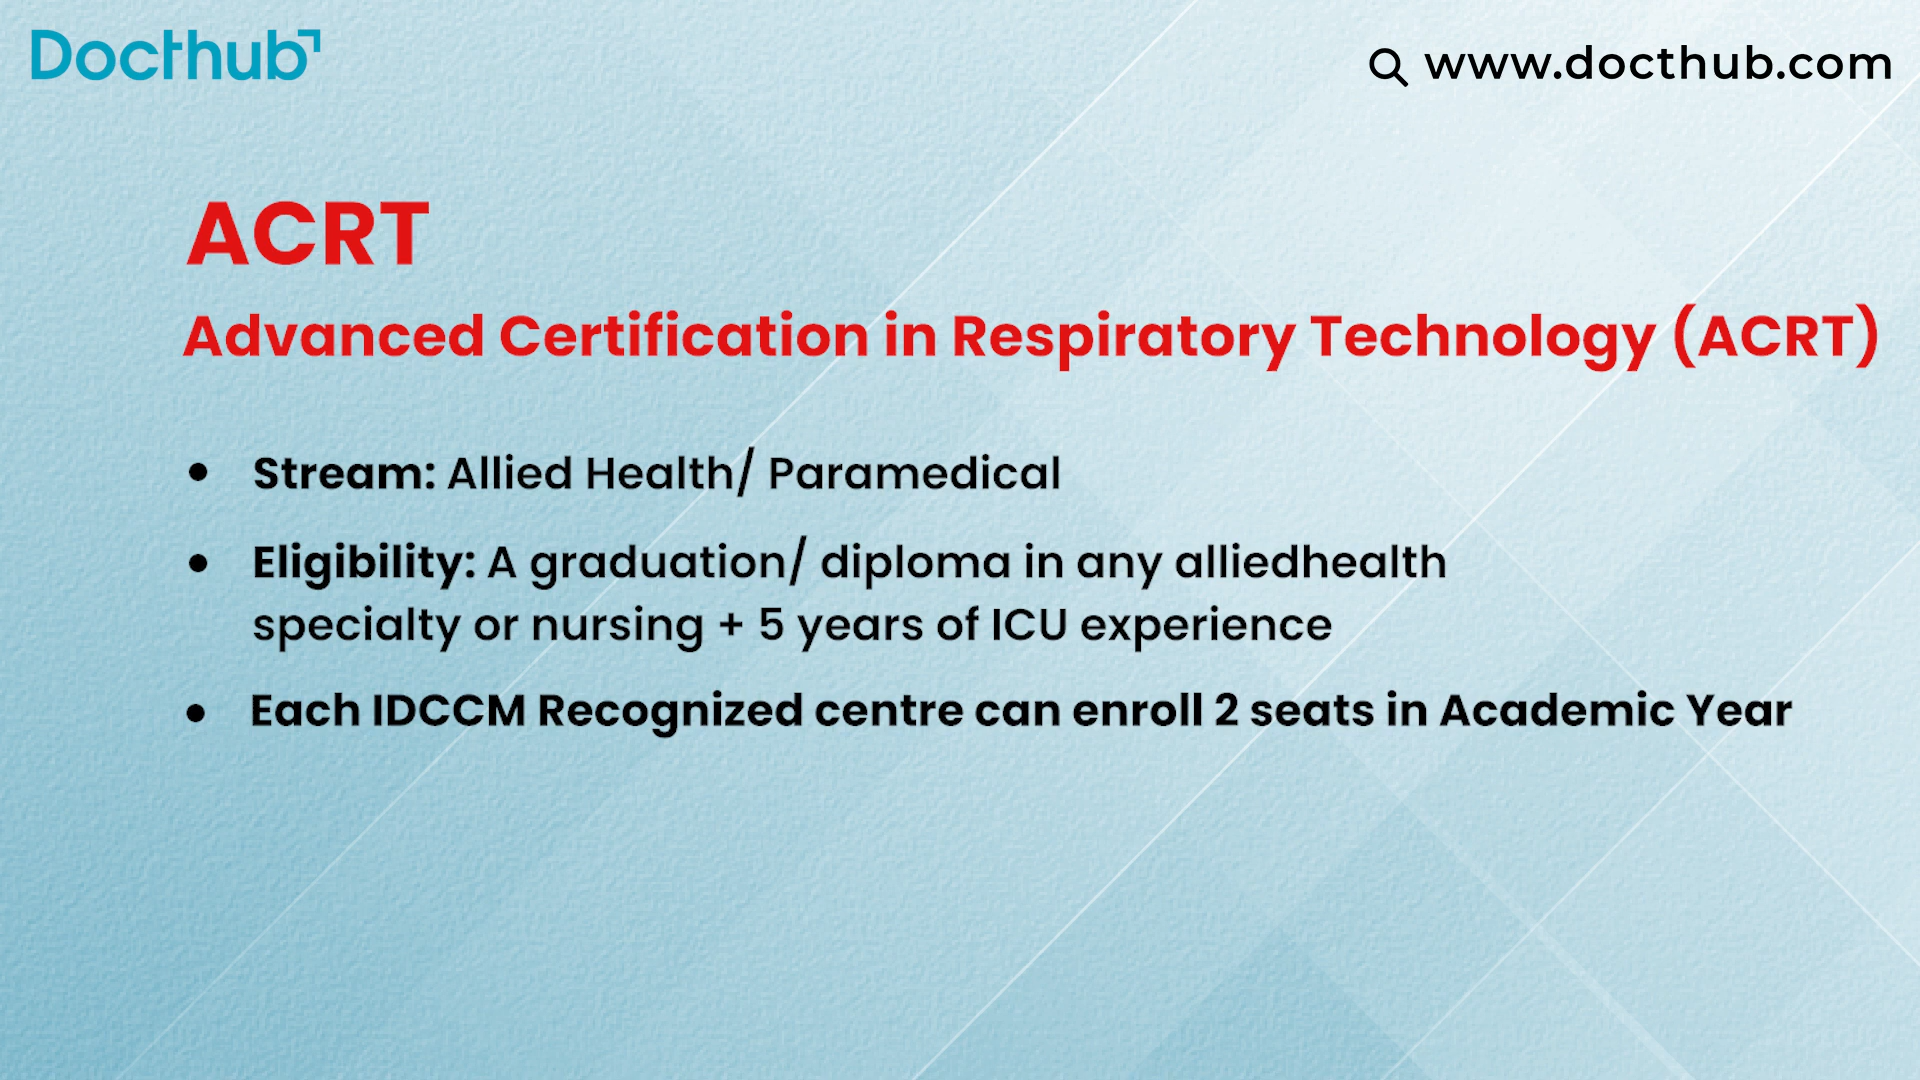 Docthub
www.docthub.com
ACRT
Advanced Certification in Respiratory Technology (ACRT)
• Stream: Allied Health/ Paramedical
• Eligibility: A graduation/ diploma in any alliedhealth
specialty or nursing + 5 years of ICU experience
• Each IDCCM Recognized centre can enroll 2 seats in Academic Year